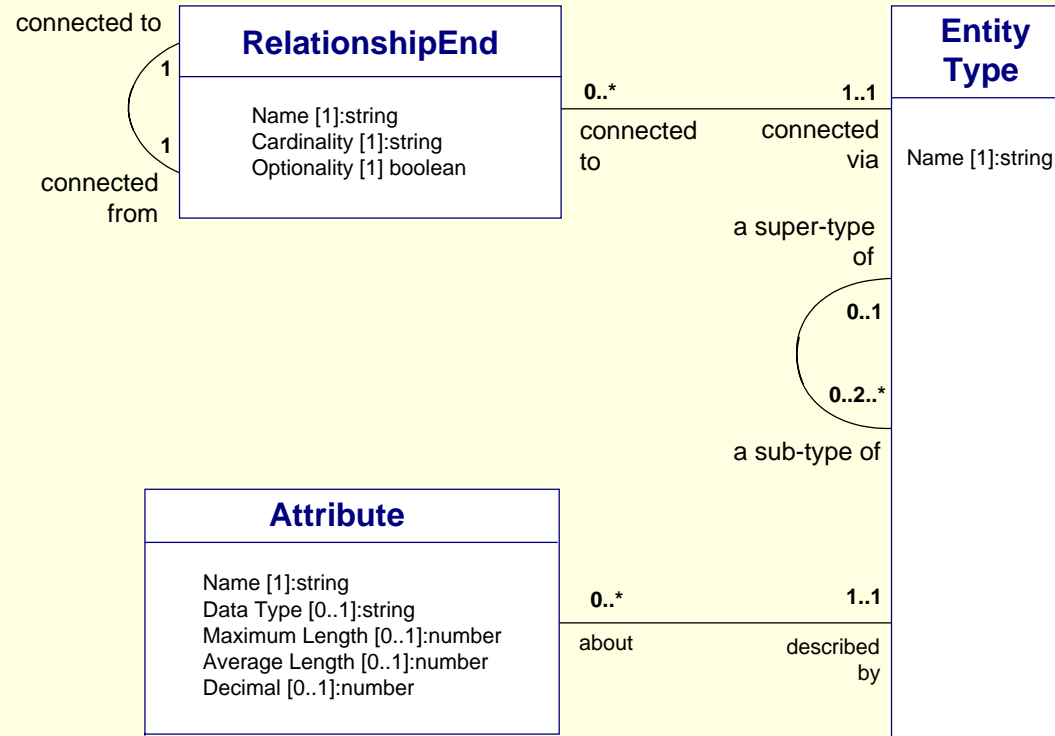 connected to
1
1
connected
from
RelationshipEnd
Name [1]:string
Cardinality [1]:string
Optionality [1] boolean
0..*
1..1
connected
to
connected
via
Entity
Type
Name [1]:string
a super-type
of
0..1
0..2..*
a sub-type of
Attribute
Name [1]:string
Data Type [0..1]:string
Maximum Length [0..1]:number
Average Length [0..1]:number
Decimal [0..1]:number
0..*
1..1
about
described
by